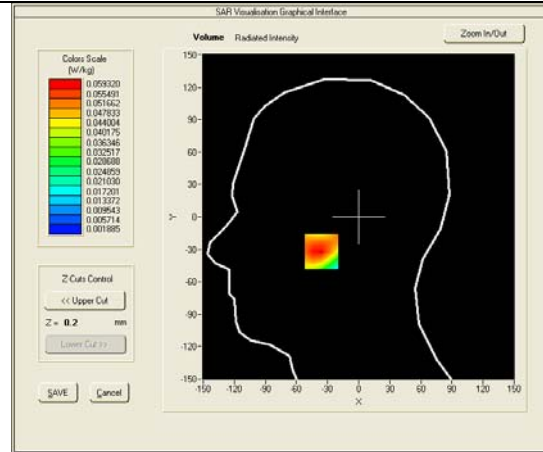 SAR Visualisation Graphical Interface
Volume Radiated Intensity
Zoom In/Out
Colors Scale
(W/kg)
0.059320
0.055491
0.051662
0.047833
0.044004
0.040175
0.036346
0.032517
0.028688
0.024859
0.021030
0.017201
0.013372
0.009543
0.005714
0.001885
Z Cuts Control
<< Upper Cut
Z = 0.2 mm
Lower Cut >>
SAVE Cancel
150
120
90
60
30
0
-30
-60
-90
-120
-150
Y
-150 -120 -90 -60 -30 0 30 60 90 120 150
X